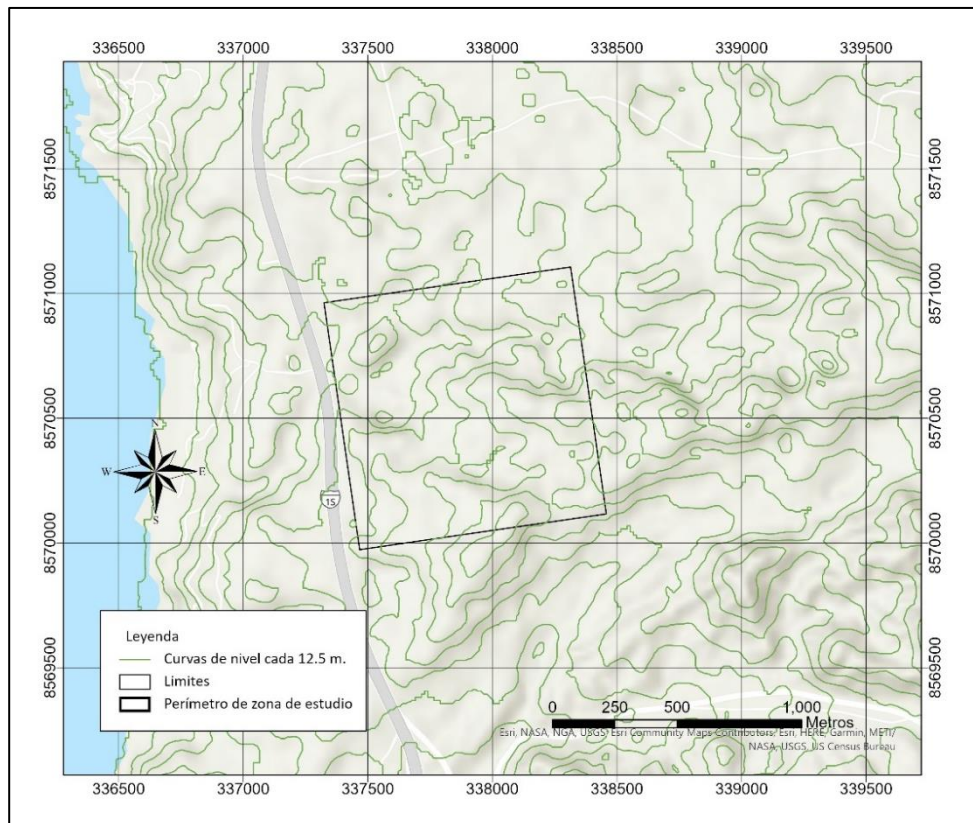 336500 337000 337500 338000 338500 339000 339500
8571500 8571500
8571000 8571000
8570500 8570500
N
W E
S
15
8570000 8570000
Leyenda
Curvas de nivel cada 12.5 m.
Limites
Perímetro de zona de estudio
8569500 8569500
0 250 500 1,000
Metros
Esri, NASA, NGA, USGS, Esri Community Maps Contributors, Esri, HERE, Garmin, METI/
NASA, USGS, US Census Bureau
336500 337000 337500 338000 338500 339000 339500